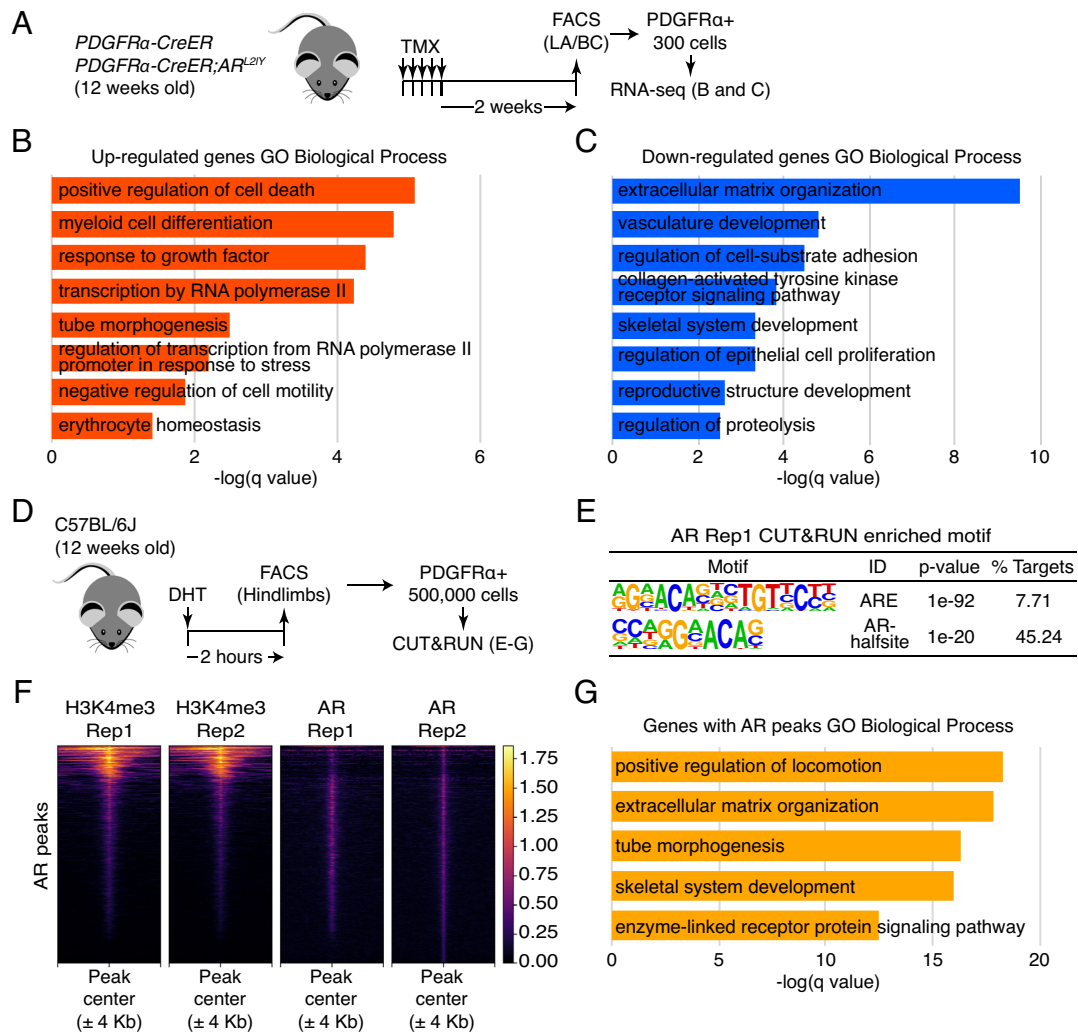 A
PDGFRα-CreER
PDGFRα-CreER;AR^L2IY
(12 weeks old)
TMX
2 weeks
FACS
(LA/BC)
PDGFRα+
300 cells
RNA-seq (B and C)
B
Up-regulated genes GO Biological Process
positive regulation of cell death
myeloid cell differentiation
response to growth factor
transcription by RNA polymerase II
tube morphogenesis
regulation of transcription from RNA polymerase II
promoter in response to stress
negative regulation of cell motility
erythrocyte homeostasis
0 2 4 6
-log(q value)
C
Down-regulated genes GO Biological Process
extracellular matrix organization
vasculature development
regulation of cell-substrate adhesion
collagen-activated tyrosine kinase
receptor signaling pathway
skeletal system development
regulation of epithelial cell proliferation
reproductive structure development
regulation of proteolysis
0 2 4 6 8 10
-log(q value)
D
C57BL/6J
(12 weeks old)
DHT
2 hours
FACS
(Hindlimbs)
PDGFRα+
500,000 cells
CUT&RUN (E-G)
E
AR Rep1 CUT&RUN enriched motif
Motif ID p-value % Targets
ARE 1e-92 7.71
AR-
halfsite 1e-20 45.24
F
H3K4me3
Rep1
H3K4me3
Rep2
AR
Rep1
AR
Rep2
AR peaks
1.75
1.50
1.25
1.00
0.75
0.50
0.25
0.00
Peak
center
(± 4 Kb)
Peak
center
(± 4 Kb)
Peak
center
(± 4 Kb)
Peak
center
(± 4 Kb)
G
Genes with AR peaks GO Biological Process
positive regulation of locomotion
extracellular matrix organization
tube morphogenesis
skeletal system development
enzyme-linked receptor protein signaling pathway
0 5 10 15 20
-log(q value)